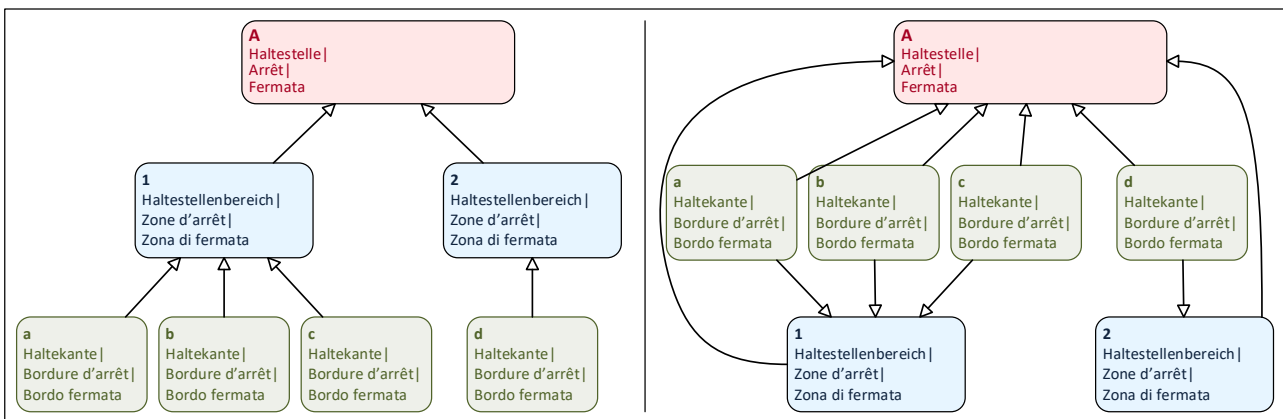 A
Haltestelle|
Arrêt|
Fermata
1
Haltestellenbereich|
Zone d'arrêt|
Zona di fermata
2
Haltestellenbereich|
Zone d'arrêt|
Zona di fermata
a
Haltekante|
Bordure d'arrêt|
Bordo fermata
b
Haltekante|
Bordure d'arrêt|
Bordo fermata
c
Haltekante|
Bordure d'arrêt|
Bordo fermata
d
Haltekante|
Bordure d'arrêt|
Bordo fermata
A
Haltestelle|
Arrêt|
Fermata
a
Haltekante|
Bordure d'arrêt|
Bordo fermata
b
Haltekante|
Bordure d'arrêt|
Bordo fermata
c
Haltekante|
Bordure d'arrêt|
Bordo fermata
d
Haltekante|
Bordure d'arrêt|
Bordo fermata
1
Haltestellenbereich|
Zone d'arrêt|
Zona di fermata
2
Haltestellenbereich|
Zone d'arrêt|
Zona di fermata